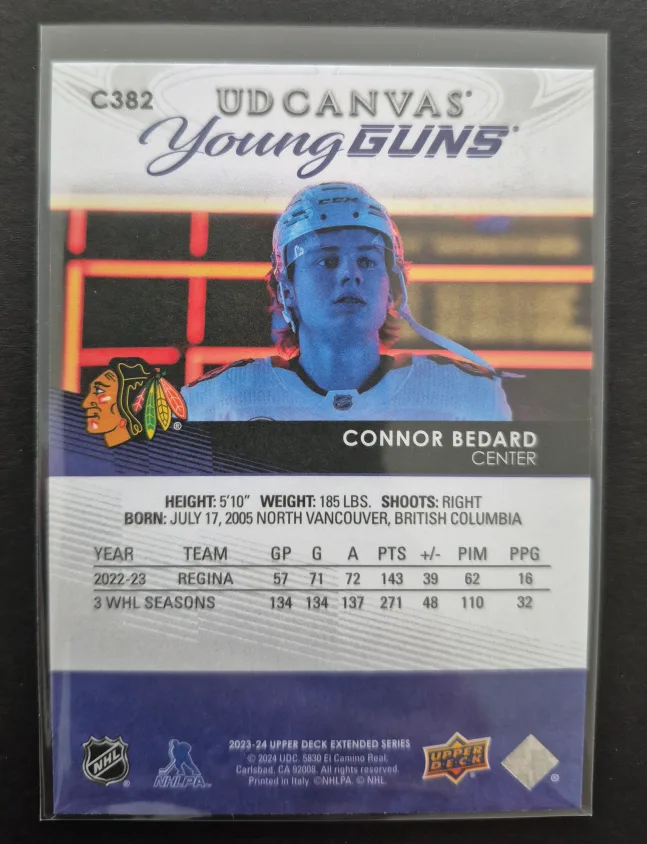 C382
UD CANVAS®
Young GUNS®
CCM
CONNOR BEDARD
CENTER
HEIGHT: 5'10" WEIGHT: 185 LBS. SHOOTS: RIGHT
BORN: JULY 17, 2005 NORTH VANCOUVER, BRITISH COLUMBIA
YEAR TEAM GP G A PTS +/- PIM PPG
2022-23 REGINA 57 71 72 143 39 62 16
3 WHL SEASONS 134 134 137 271 48 110 32
2023-24 UPPER DECK EXTENDED SERIES
© 2024 UDC. 5830 El Camino Real,
Carlsbad, CA 92008. All rights reserved.
Printed in Italy. ©NHLPA. © NHL.
NHL
NHLPA
UPPER
DECK